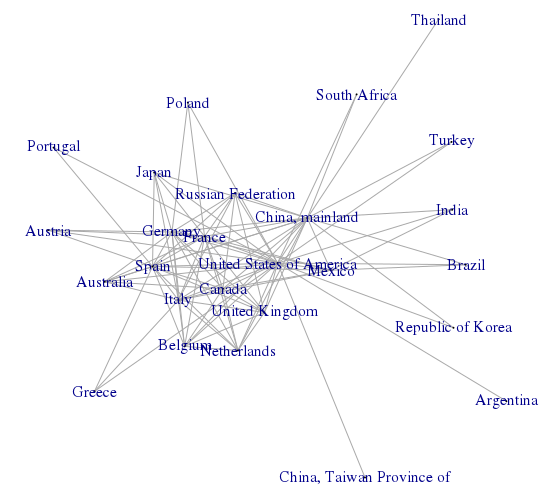 Thailand
South Africa
Poland
Turkey
Portugal
Japan
Russian Federation
India
China, mainland
Austria
Germany
France
Spain
United States of America
Brazil
Mexico
Australia
Canada
Italy
United Kingdom
Republic of Korea
Belgium
Netherlands
Greece
Argentina
China, Taiwan Province of